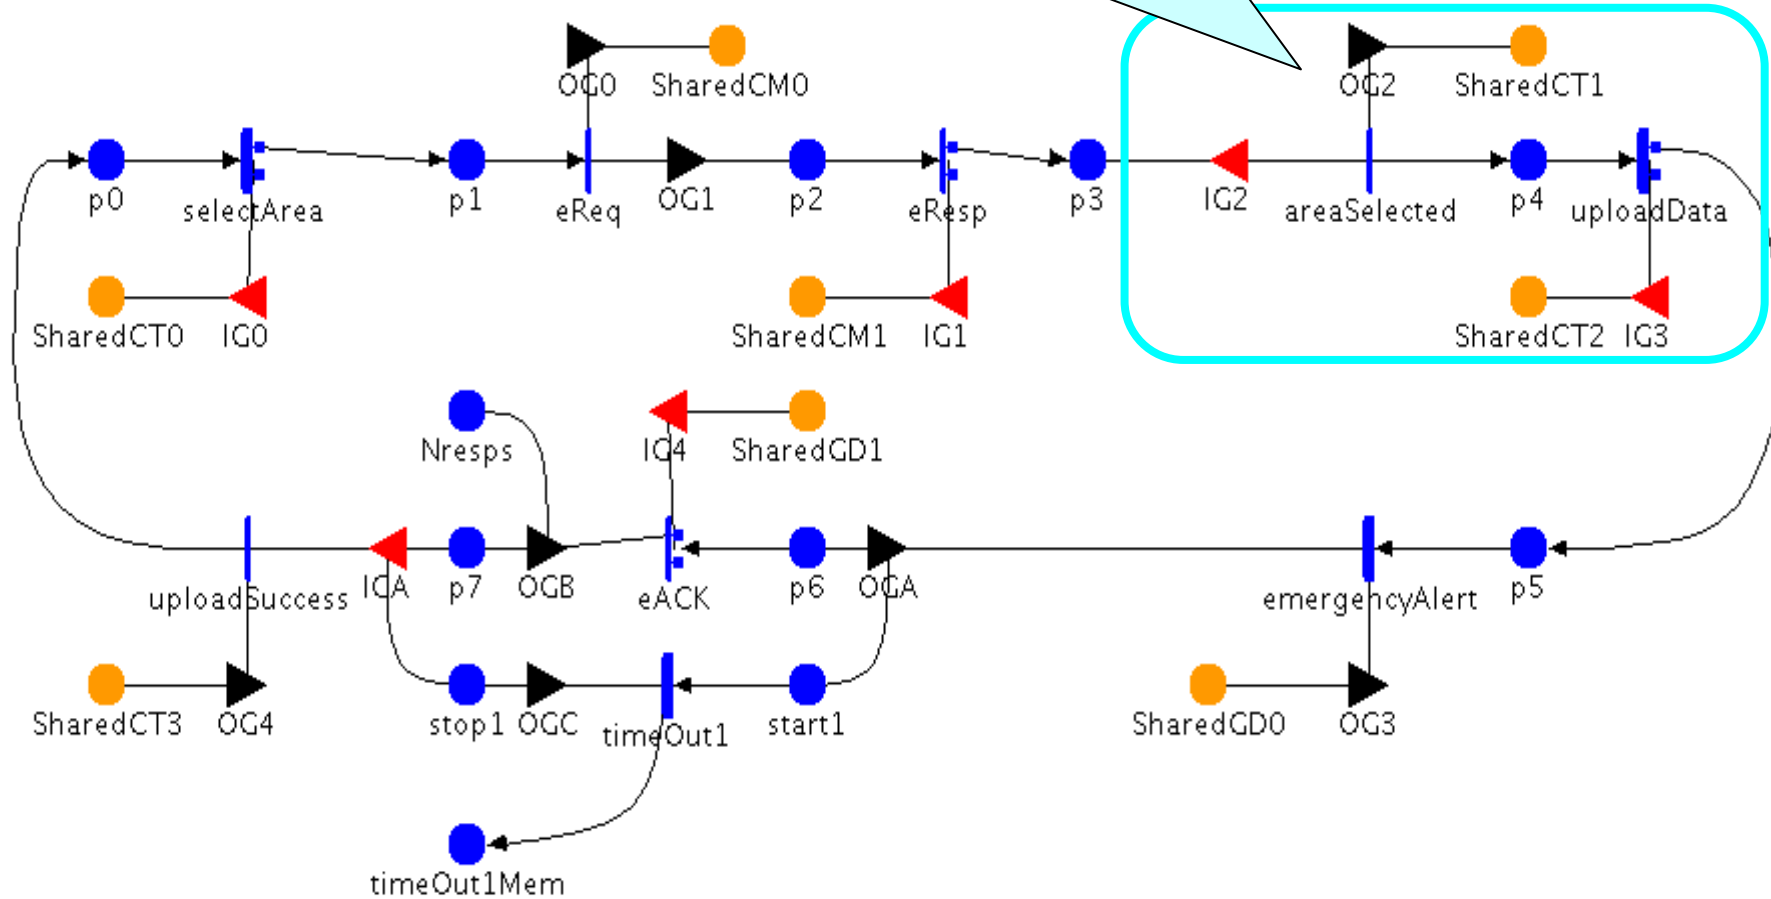 OG0 SharedCM0
OG2 SharedCT1
p0 selectArea p1 eReq OG1 p2 eResp p3 IG2 areaSelected p4 uploadData
SharedCT0 IG0
SharedCM1 IG1
SharedCT2 IG3
Nresps IG4 SharedGD1
uploadSuccess IGA p7 OGB eACK p6 OGA emergencyAlert p5
SharedCT3 OG4 stop1 OGC timeOut1 start1 SharedGD0 OG3
timeOut1Mem